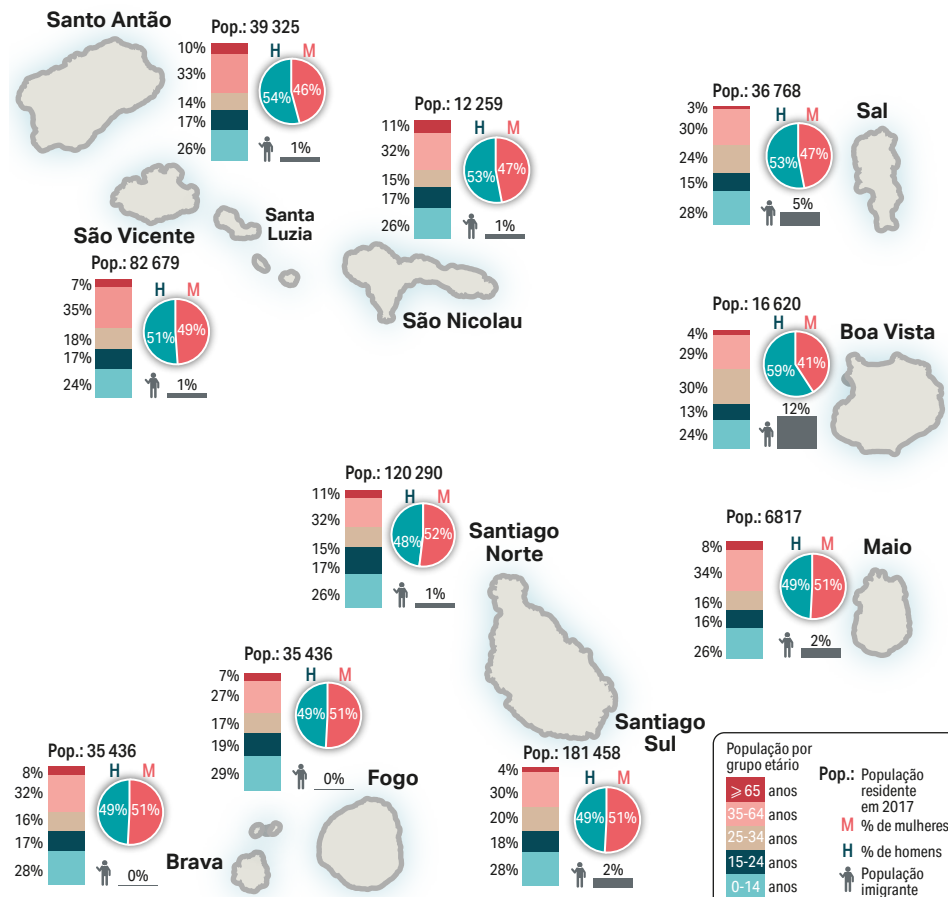 Santo Antão
Pop.: 39 325
10%
33%
14%
17%
26%
H M
54% 46%
1%
São Vicente
Pop.: 82 679
7%
35%
18%
17%
24%
H M
51% 49%
1%
Santa
Luzia
Pop.: 12 259
11%
32%
15%
17%
26%
H M
53% 47%
1%
São Nicolau
Pop.: 36 768
3%
30%
24%
15%
28%
H M
53% 47%
5%
Sal
Pop.: 16 620
4%
29%
30%
13%
24%
H M
59% 41%
12%
Boa Vista
Pop.: 120 290
11%
32%
15%
17%
26%
H M
48% 52%
1%
Santiago
Norte
Pop.: 6817
8%
34%
16%
16%
26%
H M
49% 51%
2%
Maio
Pop.: 35 436
7%
27%
17%
19%
29%
H M
49% 51%
0%
Fogo
Pop.: 35 436
8%
32%
16%
17%
28%
H M
49% 51%
0%
Brava
Santiago
Sul
Pop.: 181 458
4%
30%
20%
18%
28%
H M
49% 51%
2%
População por
grupo etário
⩾ 65 anos
35-64 anos
25-34 anos
15-24 anos
0-14 anos
Pop.: População
residente
em 2017
M % de mulheres
H % de homens
População
imigrante